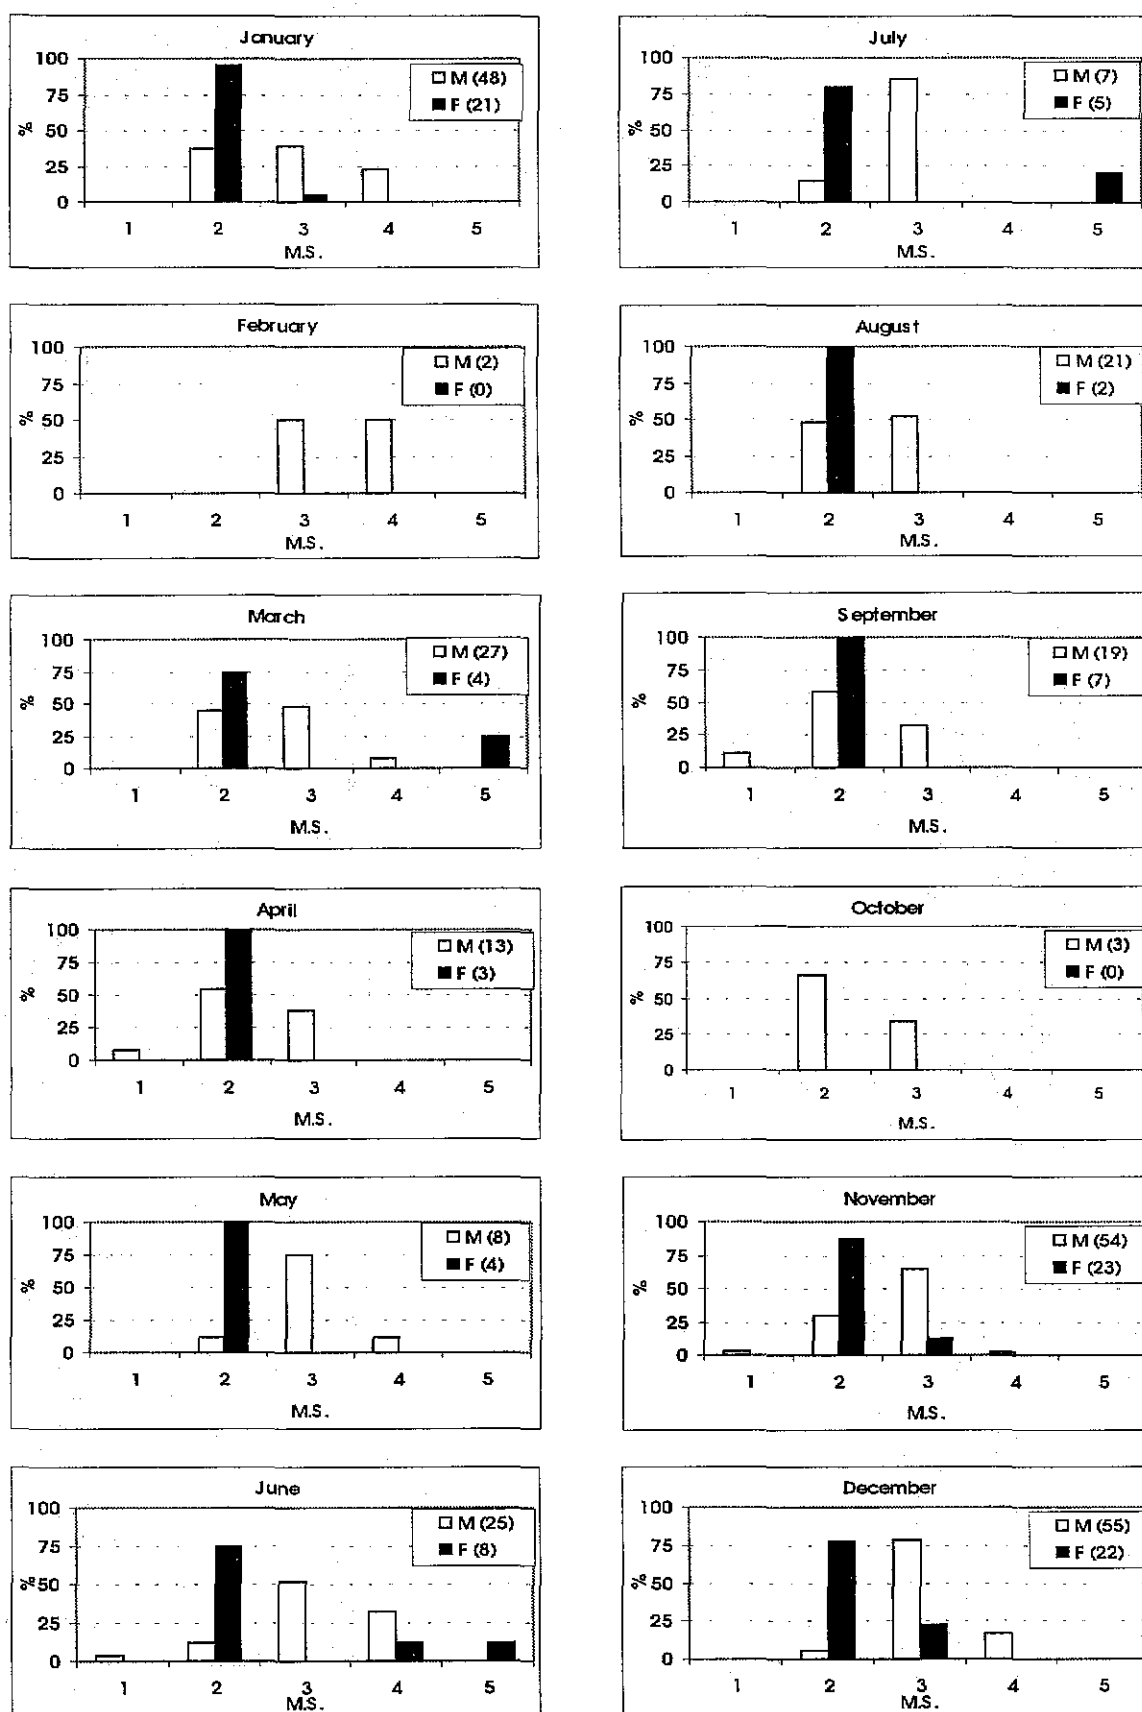 January
100
75
50
25
0
%
M (48)
F (21)
1 2 3 4 5
M.S.
July
100
75
50
25
0
%
M (7)
F (5)
1 2 3 4 5
M.S.
February
100
75
50
25
0
%
M (2)
F (0)
1 2 3 4 5
M.S.
August
100
75
50
25
0
%
M (21)
F (2)
1 2 3 4 5
M.S.
March
100
75
50
25
0
%
M (27)
F (4)
1 2 3 4 5
M.S.
September
100
75
50
25
0
%
M (19)
F (7)
1 2 3 4 5
M.S.
April
100
75
50
25
0
%
M (13)
F (3)
1 2 3 4 5
M.S.
October
100
75
50
25
0
%
M (3)
F (0)
1 2 3 4 5
M.S.
May
100
75
50
25
0
%
M (8)
F (4)
1 2 3 4 5
M.S.
November
100
75
50
25
0
%
M (54)
F (23)
1 2 3 4 5
M.S.
June
100
75
50
25
0
%
M (25)
F (8)
1 2 3 4 5
M.S.
December
100
75
50
25
0
%
M (55)
F (22)
1 2 3 4 5
M.S.